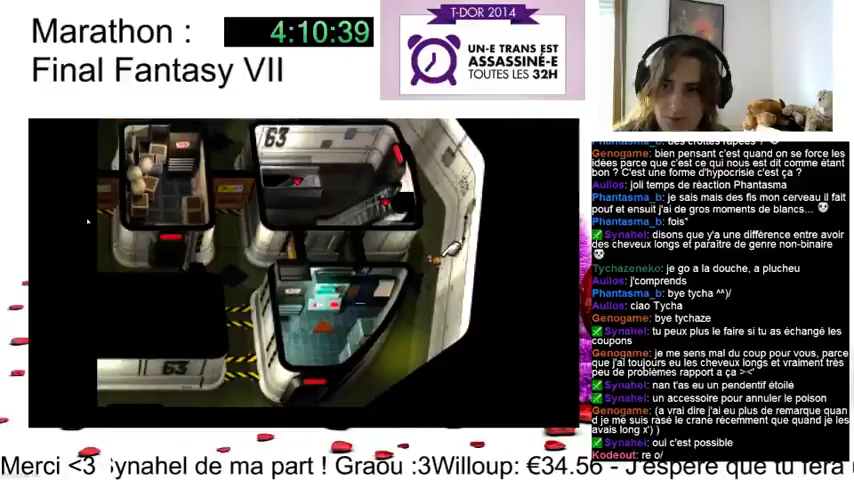 Marathon :
Final Fantasy VII
4:10:39
T-DOR 2014
UN-E TRANS EST
ASSASSINÉ-E
TOUTES LES 32H
63
63
Phantasma_b: des crottes râpées ?
Genogame: bien pensant c'est quand on se force les
idées parce que c'est ce qui nous est dit comme étant
bon ? C'est une forme d'hypocrisie c'est ça ?
Aullos: joli temps de réaction Phantasma
Phantasma_b: je sais mais des fis mon cerveau il fait
pouf et ensuit j'ai de gros moments de blancs...
Phantasma_b: fois*
Synahel: disons que y'a une différence entre avoir
des cheveux longs et paraître de genre non-binaire
Tychazeneko: je go a la douche, a plucheu
Aullos: j'comprends
Phantasma_b: bye tycha ^^)/
Aullos: ciao Tycha
Genogame: bye tychaze
Synahel: tu peux plus le faire si tu as échangé les
coupons
Genogame: je me sens mal du coup pour vous, parce
que j'ai toujours eu les cheveux longs et vraiment très
peu de problèmes rapport a ça ><'
Synahel: nan t'as eu un pendentif étoilé
Synahel: un accessoire pour annuler le poison
Genogame: (a vrai dire j'ai eu plus de remarque quan
d je me suis rasé le crane récemment que quand je les
avais long x') )
Synahel: oui c'est possible
Kodeout: re o/
Merci <3 Synahel de ma part ! Graou :3Willoup: €34.56 - J'espère que tu fera